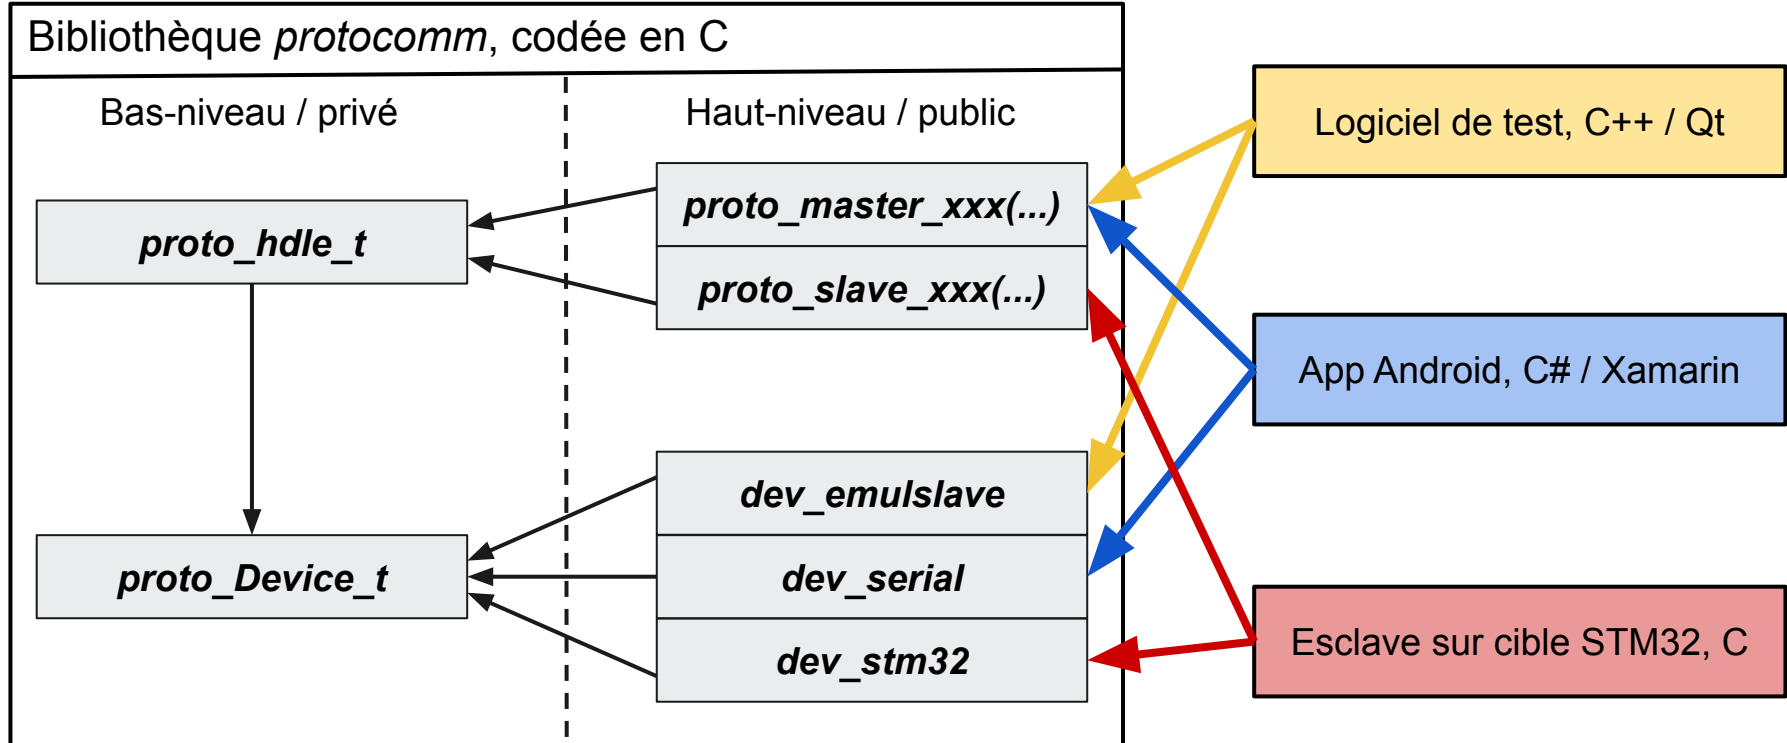 Bibliothèque protocomm, codée en C
Bas-niveau / privé
Haut-niveau / public
proto_hdle_t
proto_master_xxx(...)
proto_slave_xxx(...)
proto_Device_t
dev_emulslave
dev_serial
dev_stm32
Logiciel de test, C++ / Qt
App Android, C# / Xamarin
Esclave sur cible STM32, C